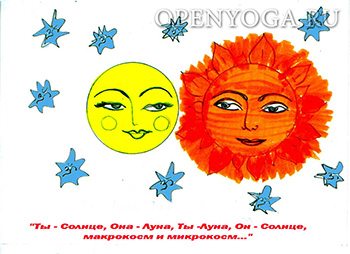 OPENYOGA.RU
"Ты - Солнце, Она - Луна, Ты -Луна, Он - Солнце,
макрокосм и микрокосм..."